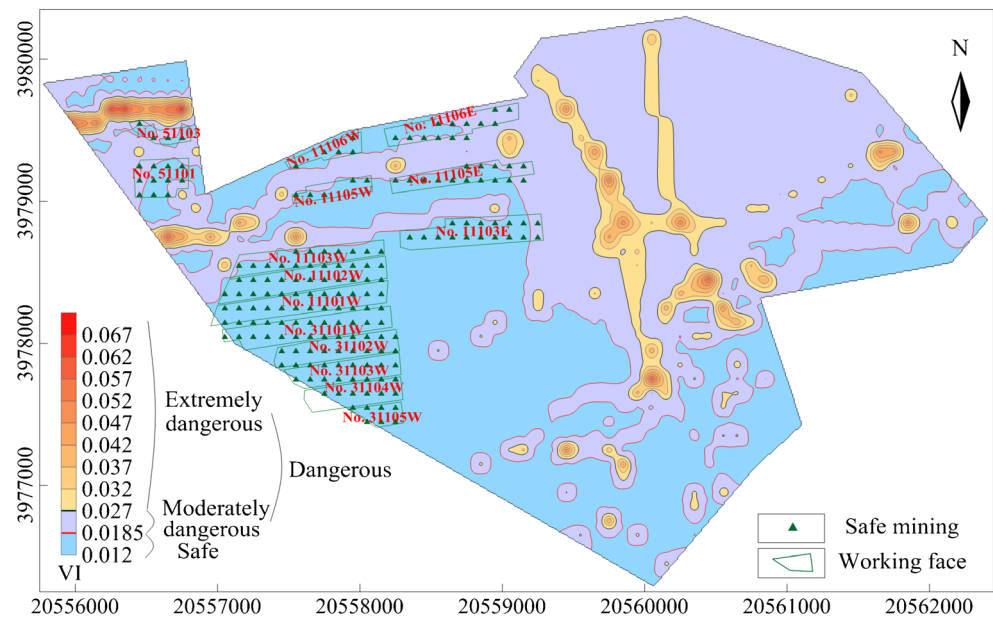 3980000
3979000
3978000
3977000
N
No. 51103
No. 51101
No. 11106W
No. 11106E
No. 11105W
No. 11105E
No. 11103E
No. 11103W
No. 11102W
No. 11101W
No. 31101W
No. 31102W
No. 31103W
No. 31104W
No. 31105W
0.067
0.062
0.057
0.052
0.047
0.042
0.037
0.032
0.027
0.0185
0.012
VI
Extremely
dangerous
Dangerous
Moderately
dangerous
Safe
Safe mining
Working face
20556000
20557000
20558000
20559000
20560000
20561000
20562000